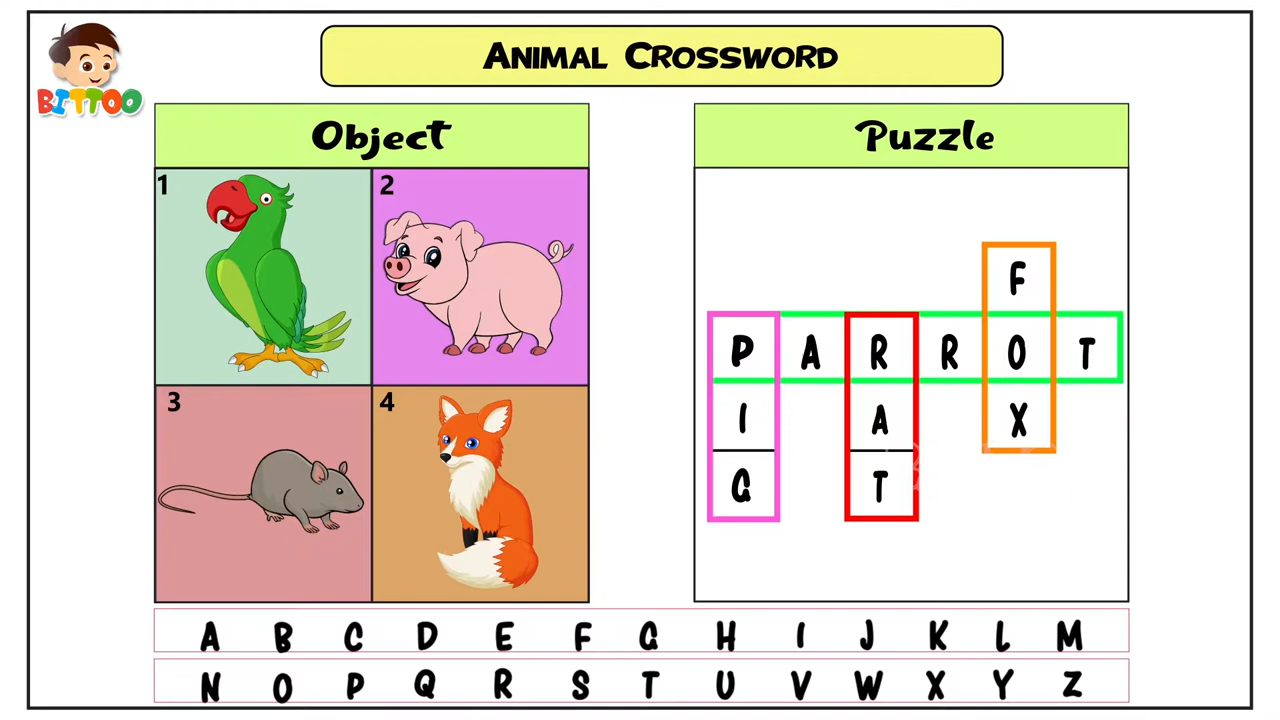 BITTOO
ANIMAL CROSSWORD
Object
Puzzle
1
2
3
4
F
P A R R O T
I A X
G T
A B C D E F G H I J K L M
N O P Q R S T U V W X Y Z